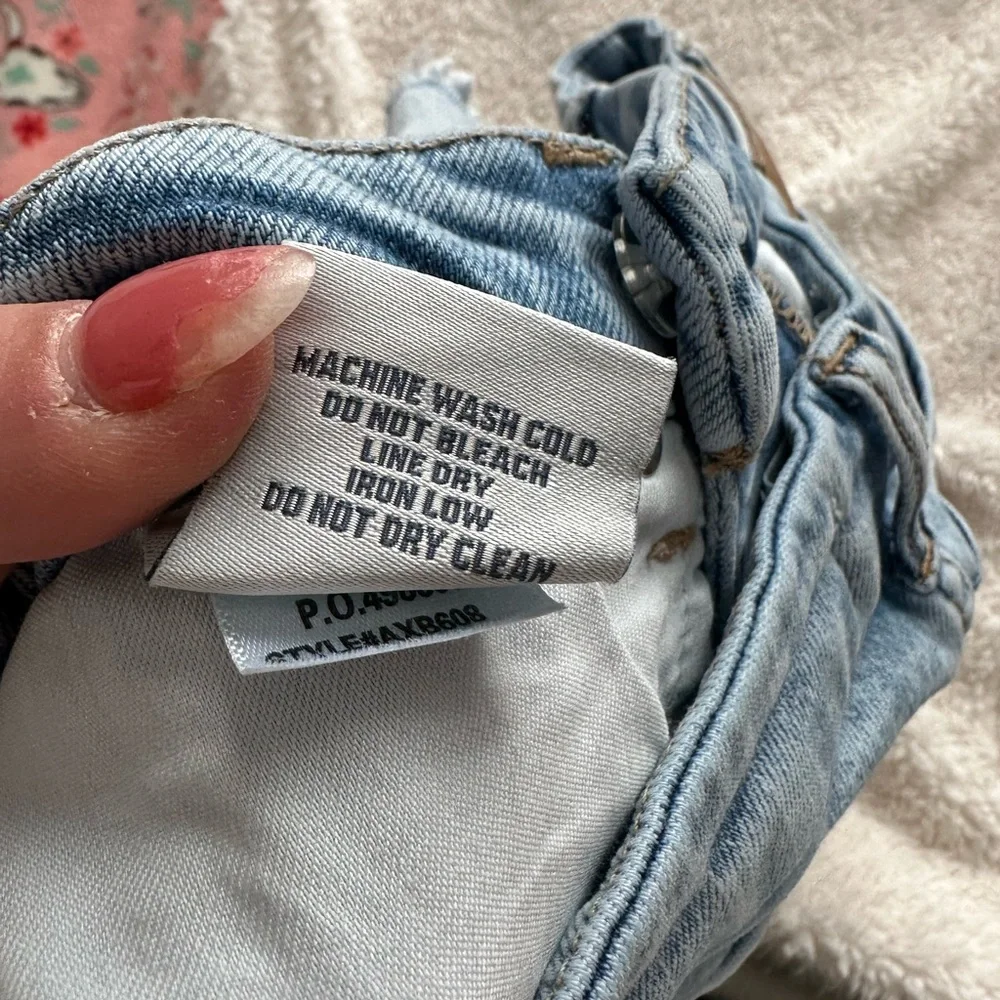 MACHINE WASH COLD
DO NOT BLEACH
LINE DRY
IRON LOW
DO NOT DRY CLEAN
P.O.
STYLE#AXB608